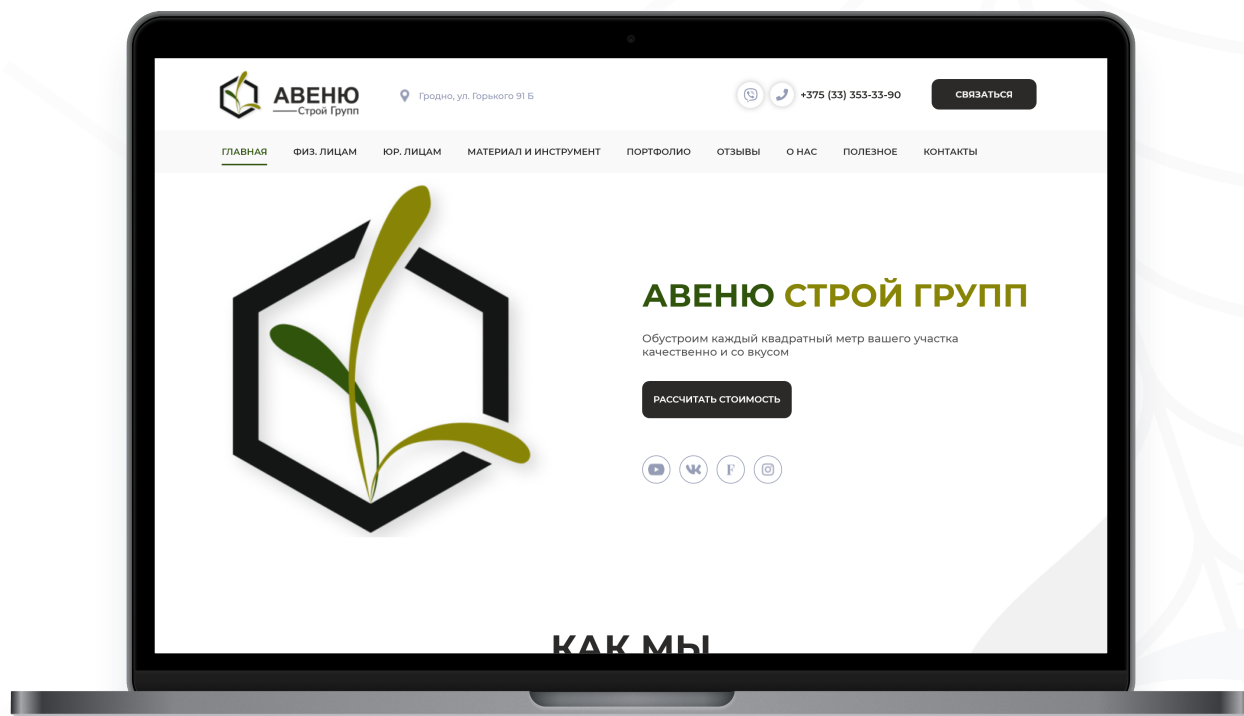 АВЕНЮ
Строй Групп
Гродно, ул. Горького 91 Б
+375 (33) 353-33-90
СВЯЗАТЬСЯ
ГЛАВНАЯ ФИЗ. ЛИЦАМ ЮР. ЛИЦАМ МАТЕРИАЛ И ИНСТРУМЕНТ ПОРТФОЛИО ОТЗЫВЫ О НАС ПОЛЕЗНОЕ КОНТАКТЫ
АВЕНЮ СТРОЙ ГРУПП
Обустроим каждый квадратный метр вашего участка
качественно и со вкусом
РАССЧИТАТЬ СТОИМОСТЬ
F
КАК МЫ